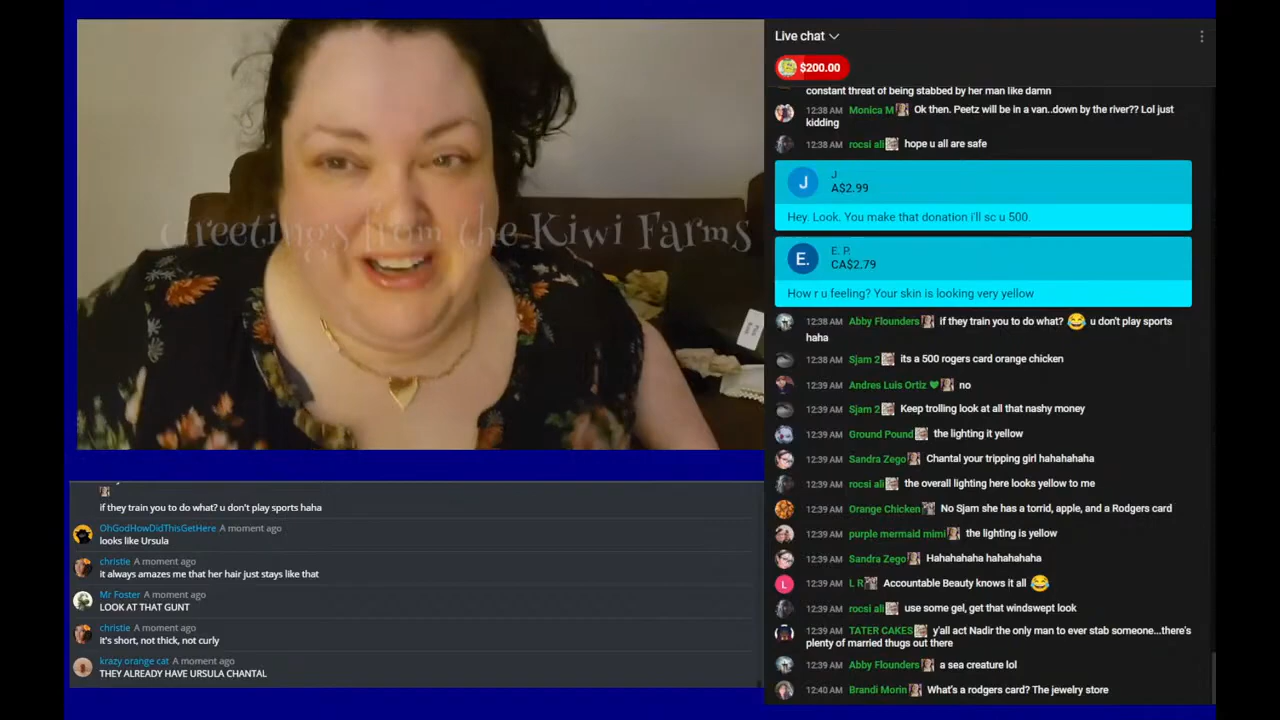 Greetings from the Kiwi Farms
if they train you to do what? u don't play sports haha
OhGodHowDidThisGetHere A moment ago
looks like Ursula
christie A moment ago
it always amazes me that her hair just stays like that
Mr Foster A moment ago
LOOK AT THAT GUNT
christie A moment ago
it's short, not thick, not curly
krazy orange cat A moment ago
THEY ALREADY HAVE URSULA CHANTAL
Live chat
$200.00
constant threat of being stabbed by her man like damn
12:38 AM Monica M Ok then. Peetz will be in a van..down by the river?? Lol just
kidding
12:38 AM rocsi ali hope u all are safe
J
J
A$2.99
Hey. Look. You make that donation i'll sc u 500.
E.
E. P.
CA$2.79
How r u feeling? Your skin is looking very yellow
12:38 AM Abby Flounders if they train you to do what? 😂 u don't play sports
haha
12:38 AM Sjam 2 its a 500 rogers card orange chicken
12:39 AM Andres Luis Ortiz 💚 no
12:39 AM Sjam 2 Keep trolling look at all that nashy money
12:39 AM Ground Pound the lighting it yellow
12:39 AM Sandra Zego Chantal your tripping girl hahahahaha
12:39 AM rocsi ali the overall lighting here looks yellow to me
12:39 AM Orange Chicken No Sjam she has a torrid, apple, and a Rodgers card
12:39 AM purple mermaid mimi the lighting is yellow
12:39 AM Sandra Zego Hahahahaha hahahahaha
L
12:39 AM L R Accountable Beauty knows it all 😂
12:39 AM rocsi ali use some gel, get that windswept look
12:39 AM TATER CAKES y'all act Nadir the only man to ever stab someone...there's
plenty of married thugs out there
12:39 AM Abby Flounders a sea creature lol
12:40 AM Brandi Morin What's a rodgers card? The jewelry store